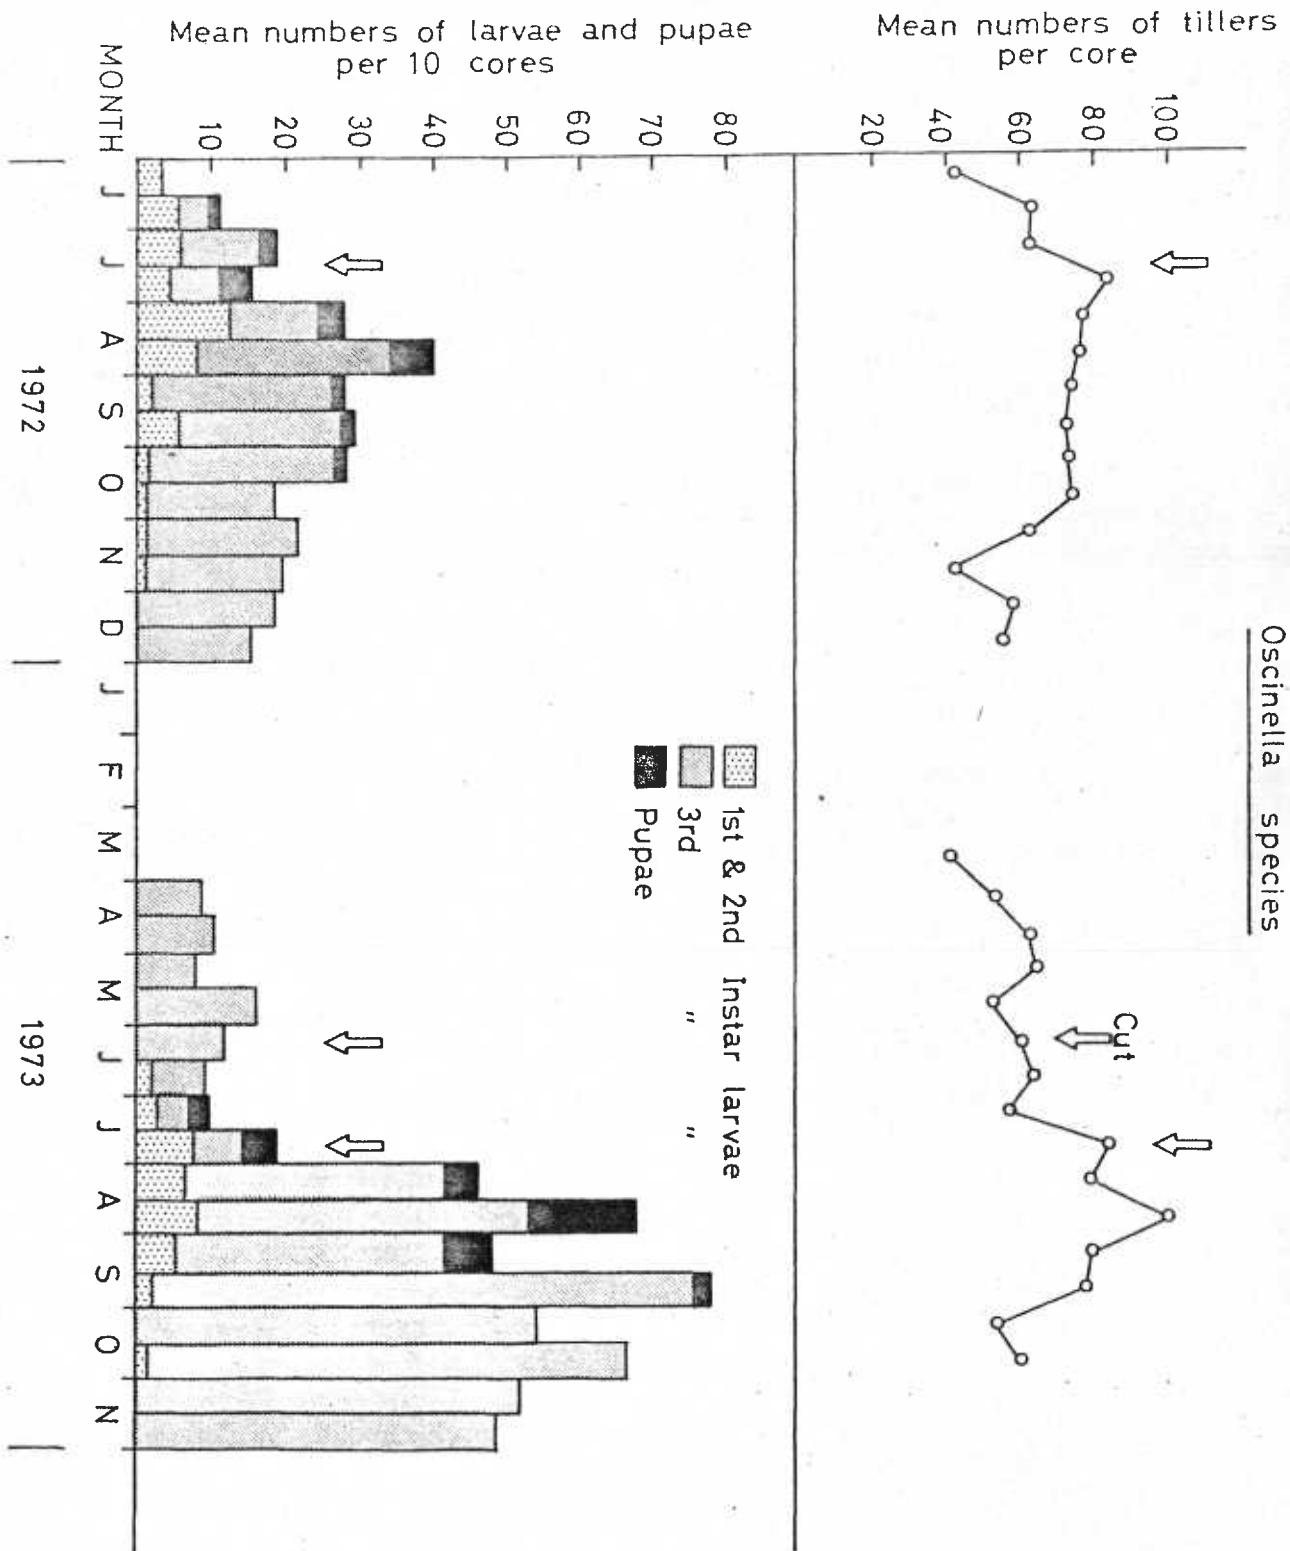 Oscinella species
Mean numbers of tillers
per core
100
80
60
40
20
Cut
Mean numbers of larvae and pupae
per 10 cores
80
70
60
50
40
30
20
10
1st & 2nd Instar larvae
3rd " "
Pupae
MONTH J J A S O N D J F M A M J J A S O N
1972 1973